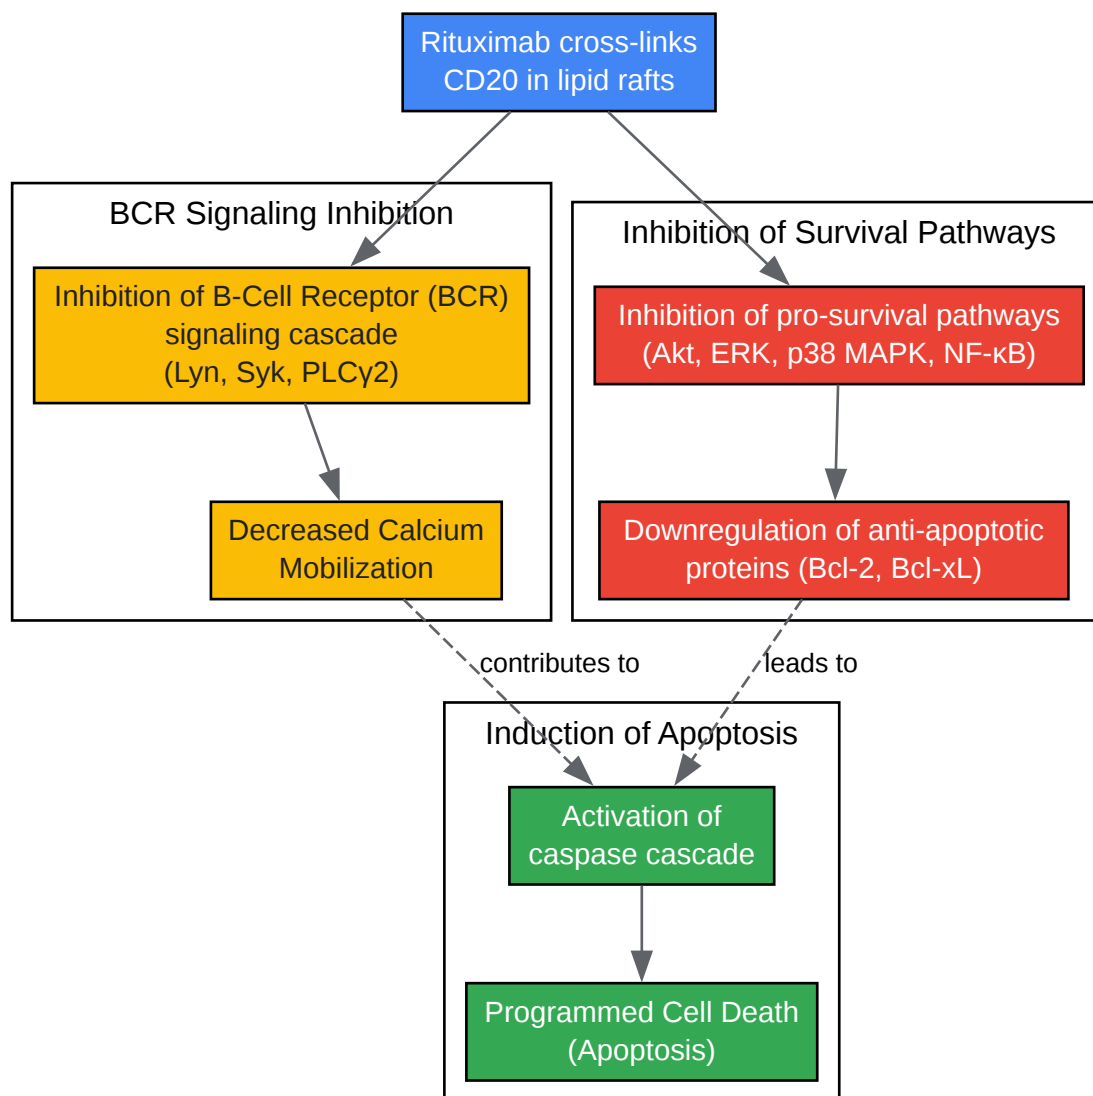 Rituximab cross-links
CD20 in lipid rafts
BCR Signaling Inhibition
Inhibition of B-Cell Receptor (BCR)
signaling cascade
(Lyn, Syk, PLCγ2)
Decreased Calcium
Mobilization
Inhibition of Survival Pathways
Inhibition of pro-survival pathways
(Akt, ERK, p38 MAPK, NF-κB)
Downregulation of anti-apoptotic
proteins (Bcl-2, Bcl-xL)
contributes to
leads to
Induction of Apoptosis
Activation of
caspase cascade
Programmed Cell Death
(Apoptosis)